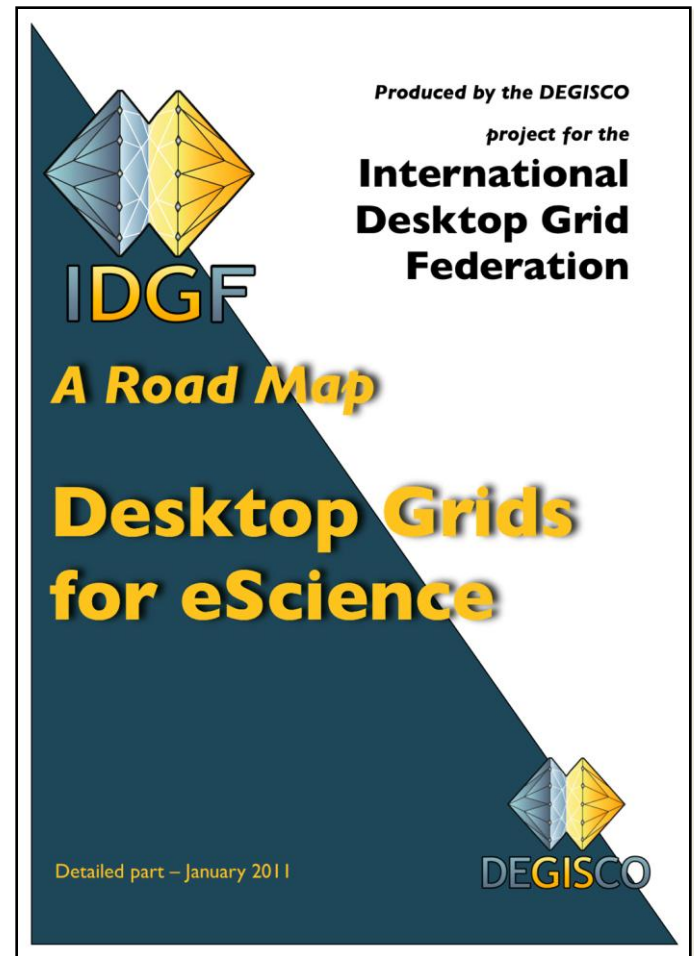 Produced by the DEGISCO
project for the
International
Desktop Grid
Federation
IDGF
A Road Map
Desktop Grids
for eScience
Detailed part – January 2011
DEGISCO